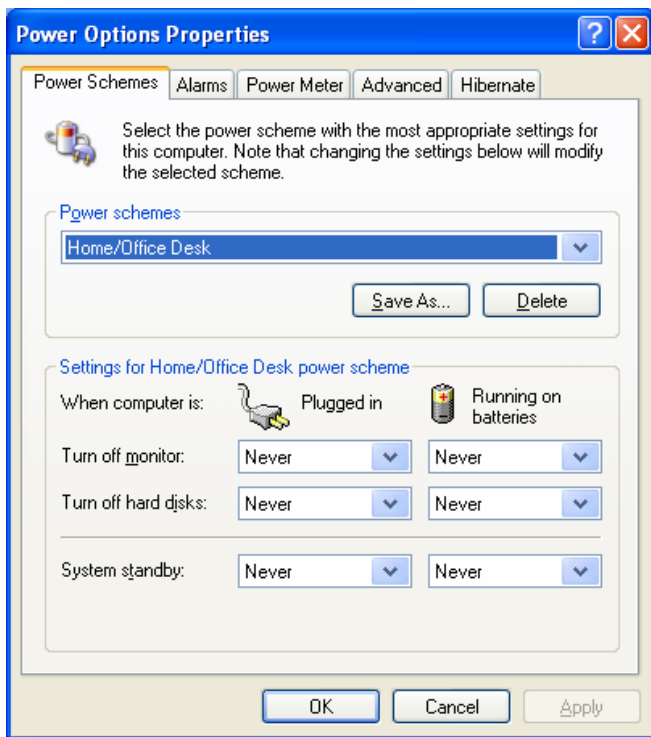 Power Options Properties
Power Schemes Alarms Power Meter Advanced Hibernate
Select the power scheme with the most appropriate settings for
this computer. Note that changing the settings below will modify
the selected scheme.
Power schemes
Home/Office Desk
Save As... Delete
Settings for Home/Office Desk power scheme
When computer is: Plugged in Running on
batteries
Turn off monitor: Never Never
Turn off hard disks: Never Never
System standby: Never Never
OK Cancel Apply